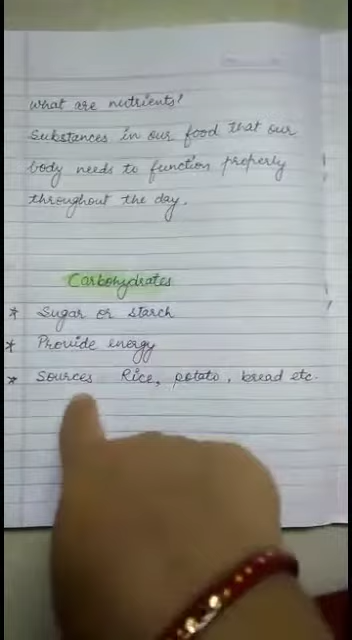 what are nutrients?
Substances in our food that our
body needs to function properly
throughout the day.
Carbohydrates
* Sugar or starch
* Provide energy
* Sources Rice, potato, bread etc.